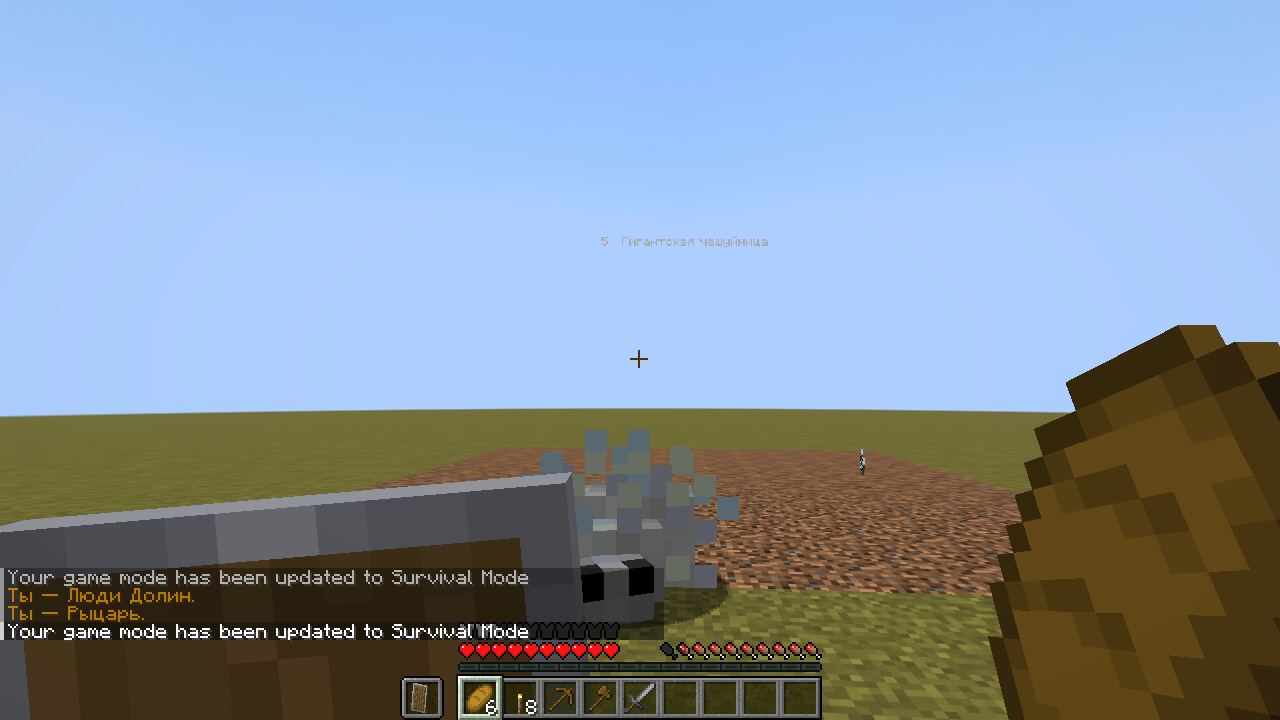 5 - Гигантская чешуйница
Your game mode has been updated to Survival Mode
Ты — Люди Долин.
Ты — Рыцарь.
Your game mode has been updated to Survival Mode
6 8